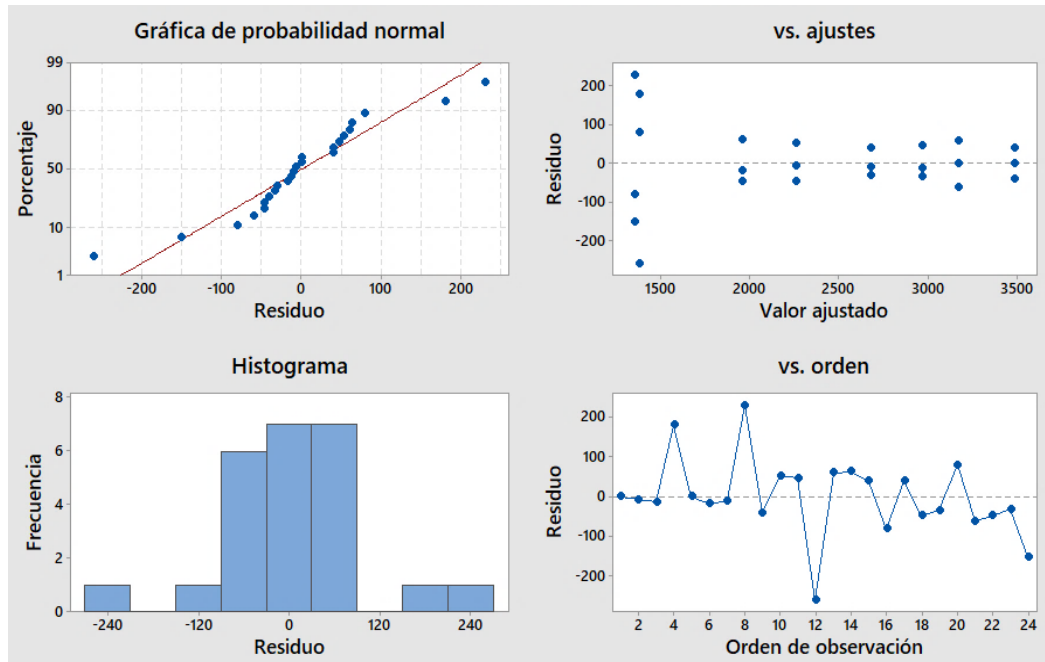 Gráfica de probabilidad normal
99
90
50
10
1
Porcentaje
-200 -100 0 100 200
Residuo
vs. ajustes
200
100
0
-100
-200
Residuo
1500 2000 2500 3000 3500
Valor ajustado
Histograma
8
6
4
2
0
Frecuencia
-240 -120 0 120 240
Residuo
vs. orden
200
100
0
-100
-200
Residuo
2 4 6 8 10 12 14 16 18 20 22 24
Orden de observación